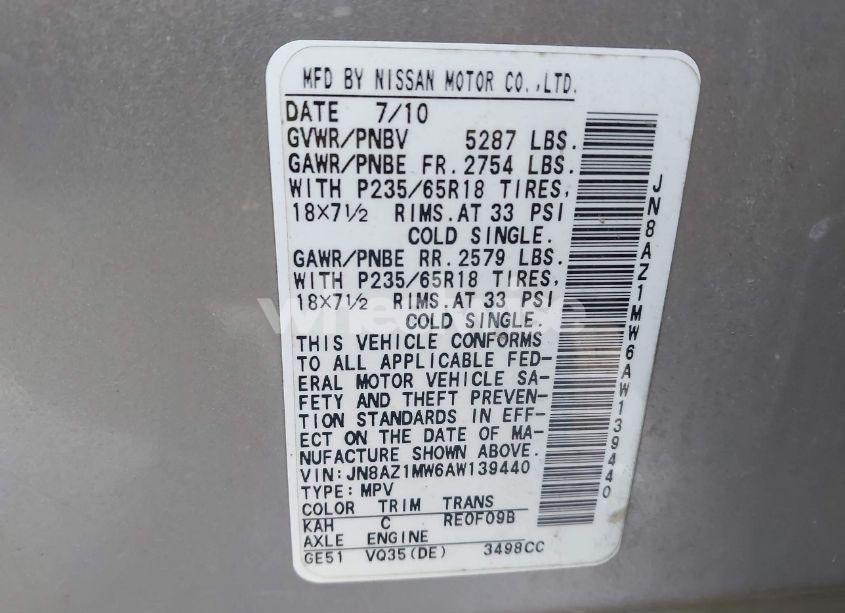 MFD BY NISSAN MOTOR CO.,LTD.
DATE 7/10
GVWR/PNBV 5287 LBS.
GAWR/PNBE FR.2754 LBS.
WITH P235/65R18 TIRES,
18×7½ RIMS.AT 33 PSI
COLD SINGLE.
GAWR/PNBE RR.2579 LBS.
WITH P235/65R18 TIRES,
18×7½ RIMS.AT 33 PSI
COLD SINGLE.
THIS VEHICLE CONFORMS
TO ALL APPLICABLE FED-
ERAL MOTOR VEHICLE SA-
FETY AND THEFT PREVEN-
TION STANDARDS IN EFF-
ECT ON THE DATE OF MA-
NUFACTURE SHOWN ABOVE.
VIN:JN8AZ1MW6AW139440
TYPE:MPV
COLOR TRIM TRANS
KAH C RE0F09B
AXLE ENGINE
GE51 VQ35(DE) 3498CC
JN8AZ1MW6AW139440